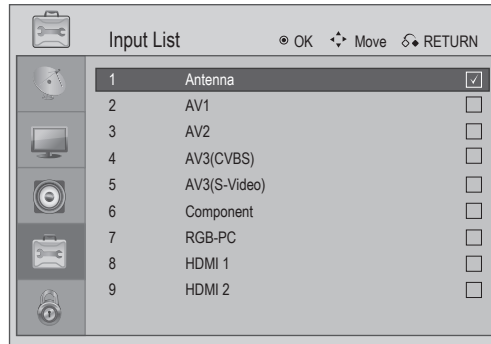 Input List OK Move RETURN
1 Antenna
2 AV1
3 AV2
4 AV3(CVBS)
5 AV3(S-Video)
6 Component
7 RGB-PC
8 HDMI 1
9 HDMI 2